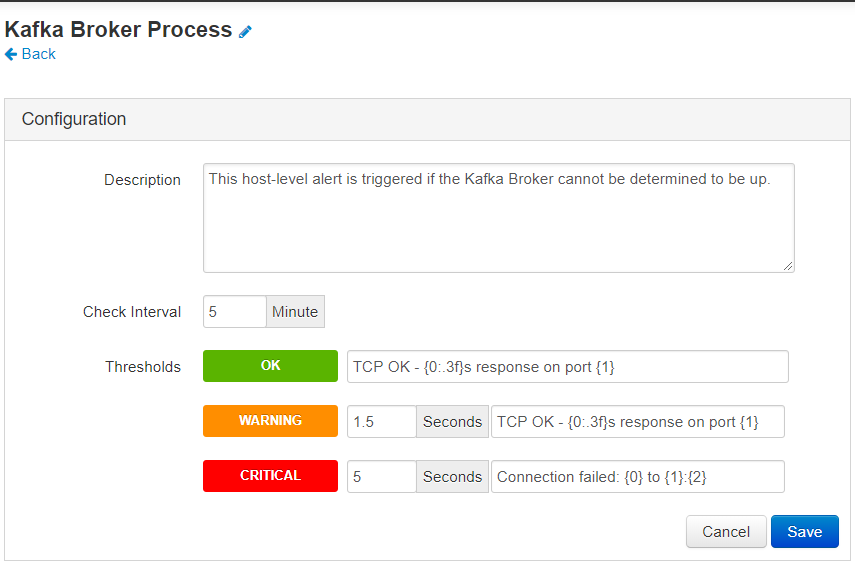 Kafka Broker Process
Back
Configuration
Description
This host-level alert is triggered if the Kafka Broker cannot be determined to be up.
Check Interval 5 Minute
Thresholds OK TCP OK - {0:.3f}s response on port {1}
WARNING 1.5 Seconds TCP OK - {0:.3f}s response on port {1}
CRITICAL 5 Seconds Connection failed: {0} to {1}:{2}
Cancel Save